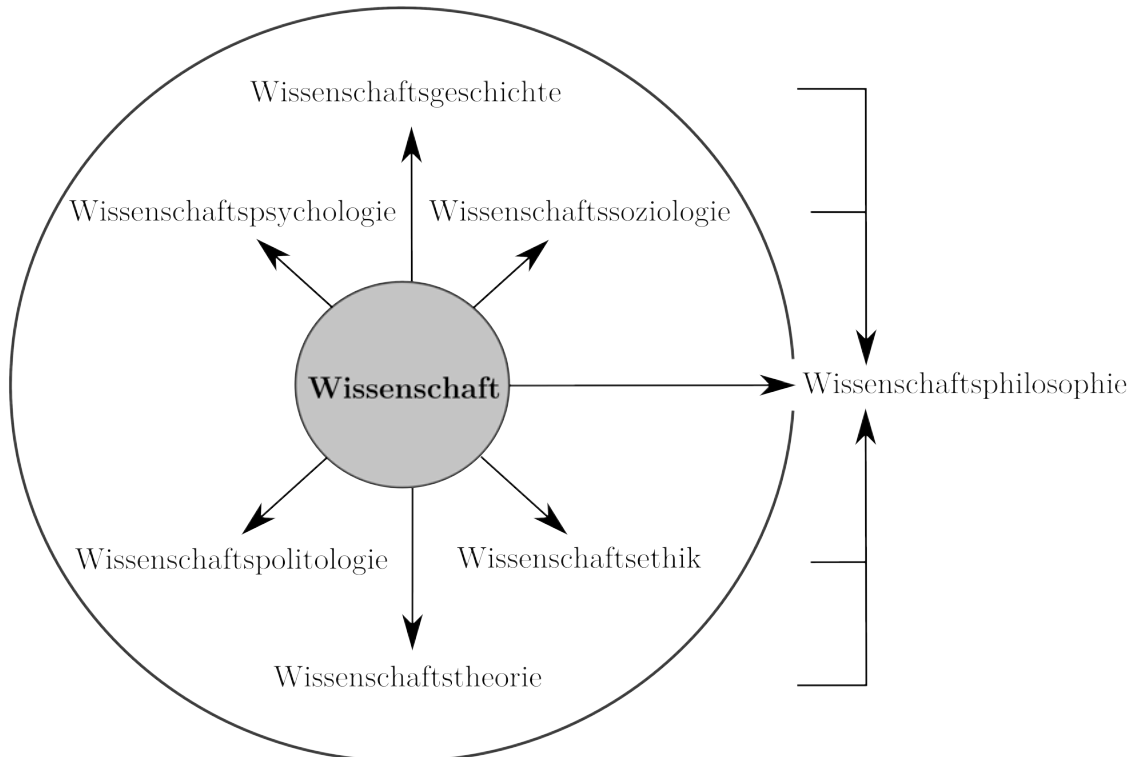 Wissenschaftsgeschichte
Wissenschaftspsychologie
Wissenschaftssoziologie
Wissenschaft
Wissenschaftsphilosophie
Wissenschaftspolitologie
Wissenschaftsethik
Wissenschaftstheorie